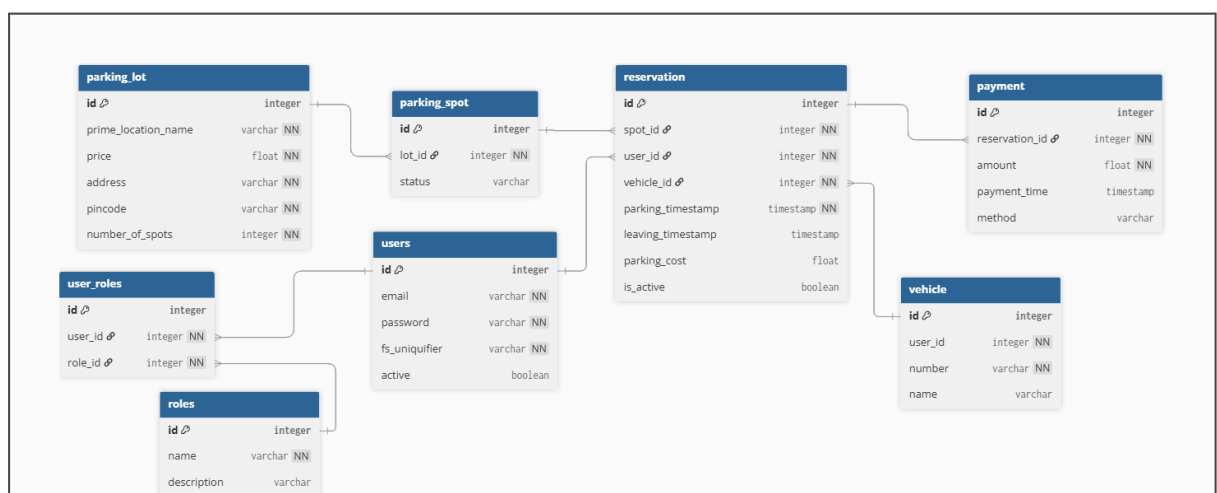 parking_lot
id integer
prime_location_name varchar NN
price float NN
address varchar NN
pincode varchar NN
number_of_spots integer NN
parking_spot
id integer
lot_id integer NN
status varchar
reservation
id integer
spot_id integer NN
user_id integer NN
vehicle_id integer NN
parking_timestamp timestamp NN
leaving_timestamp timestamp
parking_cost float
is_active boolean
payment
id integer
reservation_id integer NN
amount float NN
payment_time timestamp
method varchar
users
id integer
email varchar NN
password varchar NN
fs_uniquifier varchar NN
active boolean
user_roles
id integer
user_id integer NN
role_id integer NN
vehicle
id integer
user_id integer NN
number varchar NN
name varchar
roles
id integer
name varchar NN
description varchar